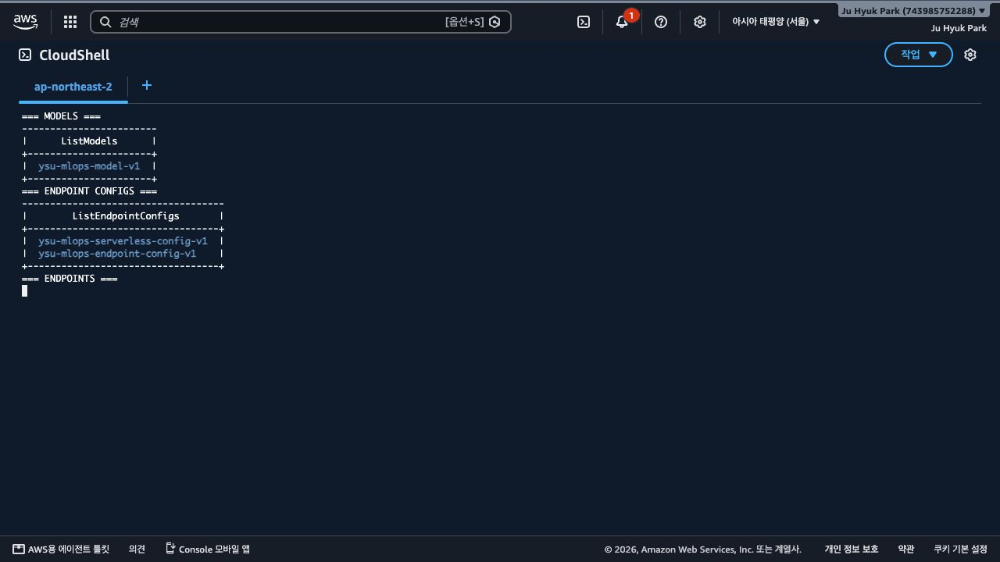 aws
검색
[옵션+S]
1
아시아 태평양 (서울)
Ju Hyuk Park (743985752288)
Ju Hyuk Park
CloudShell
작업
ap-northeast-2
+
=== MODELS ===
------------------------
|      ListModels      |
+----------------------+
|  ysu-mlops-model-v1  |
+----------------------+
=== ENDPOINT CONFIGS ===
------------------------------------
|        ListEndpointConfigs       |
+----------------------------------+
|  ysu-mlops-serverless-config-v1  |
|  ysu-mlops-endpoint-config-v1    |
+----------------------------------+
=== ENDPOINTS ===
AWS용 에이전트 툴킷
의견
Console 모바일 앱
© 2026, Amazon Web Services, Inc. 또는 계열사.
개인 정보 보호
약관
쿠키 기본 설정